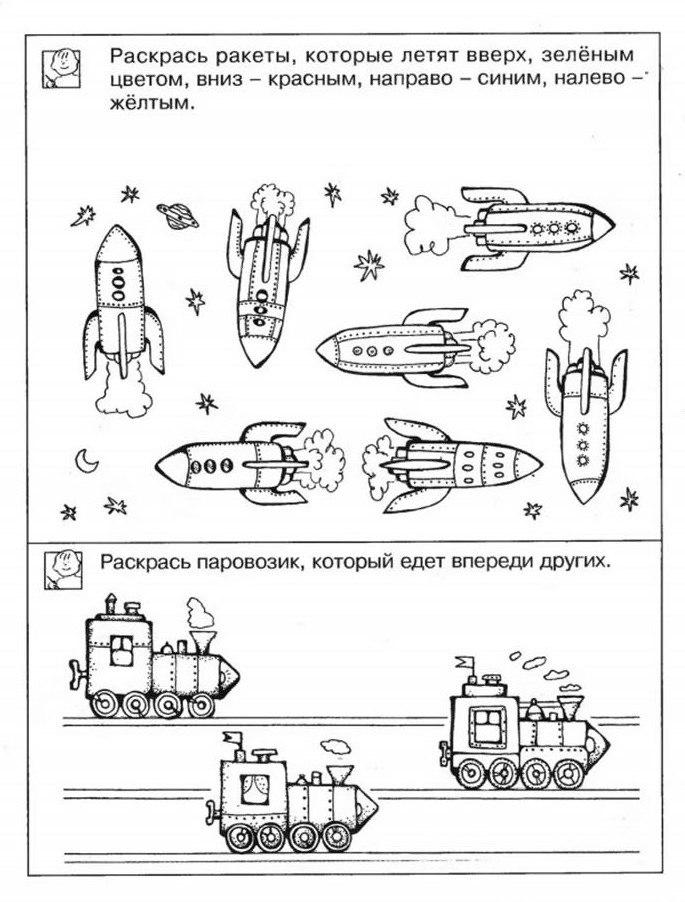 Раскрась ракеты, которые летят вверх, зелёным
цветом, вниз – красным, направо – синим, налево –
жёлтым.
Раскрась паровозик, который едет впереди других.